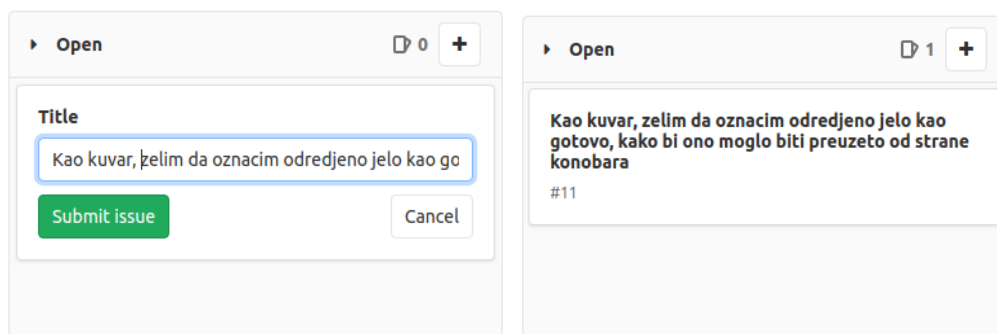 Open 0 +
Title
Kao kuvar, zelim da oznacim odredjeno jelo kao go
Submit issue
Cancel
Open 1 +
Kao kuvar, zelim da oznacim odredjeno jelo kao
gotovo, kako bi ono moglo biti preuzeto od strane
konobara
#11